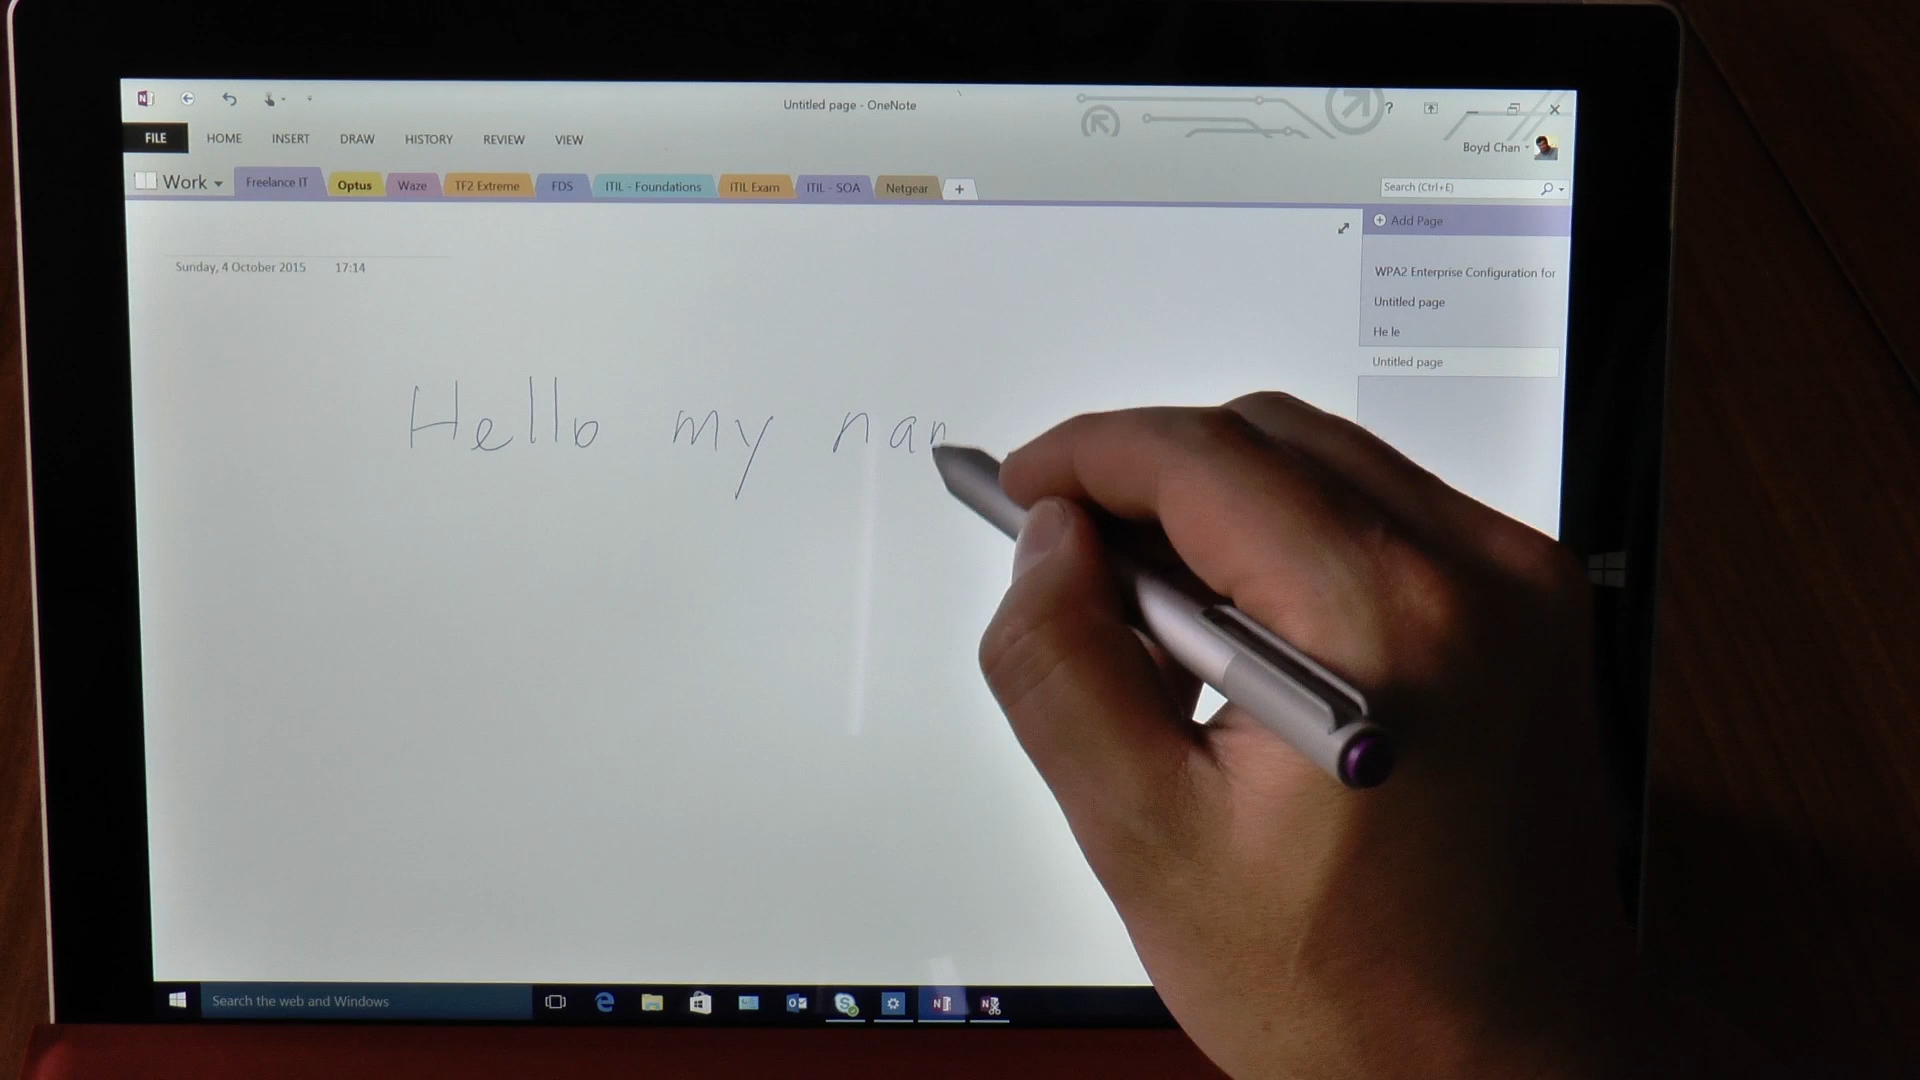 Untitled page - OneNote
?
FILE HOME INSERT DRAW HISTORY REVIEW VIEW
Boyd Chan
Work Freelance IT Optus Waze TF2 Extreme FDS ITIL - Foundations ITIL Exam ITIL - SOA Netgear +
Search (Ctrl+E)
Add Page
Sunday, 4 October 2015 17:14
WPA2 Enterprise Configuration for
Untitled page
He le
Untitled page
Hello my nam
Search the web and Windows